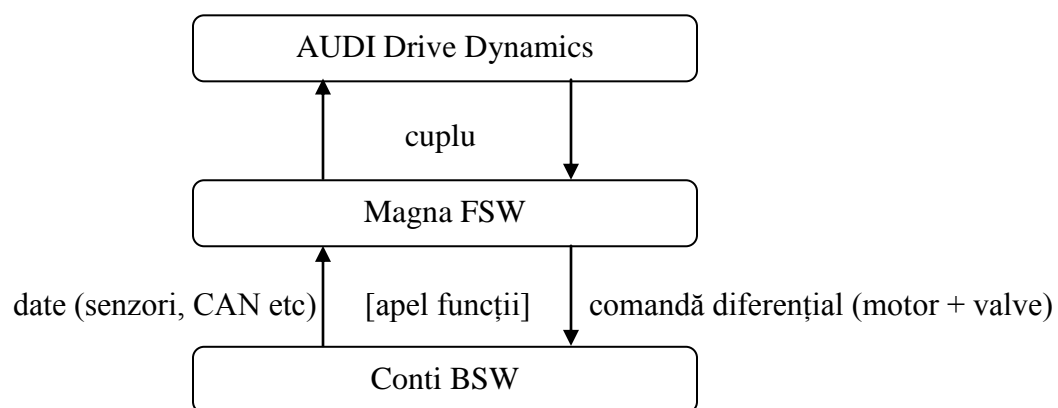 AUDI Drive Dynamics
cuplu
Magna FSW
date (senzori, CAN etc) [apel funcții] comandă diferențial (motor + valve)
Conti BSW